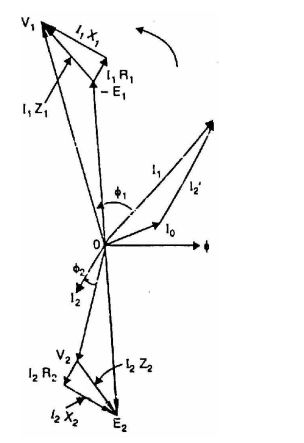 V₁
I₁ X₁
I₁ R₁
I₁ Z₁
– E₁
I₁
ϕ₁
I₂'
I₀
0
ϕ
ϕ₂
I₂
V₂
I₂ R₂
I₂ Z₂
I₂ X₂
E₂